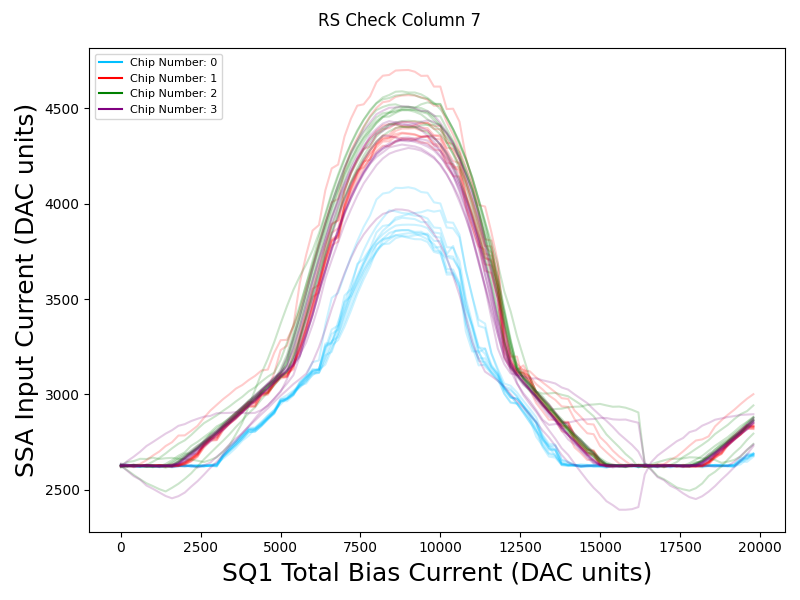 RS Check Column 7
Chip Number: 0
Chip Number: 1
Chip Number: 2
Chip Number: 3
SSA Input Current (DAC units)
4500
4000
3500
3000
2500
0 2500 5000 7500 10000 12500 15000 17500 20000
SQ1 Total Bias Current (DAC units)